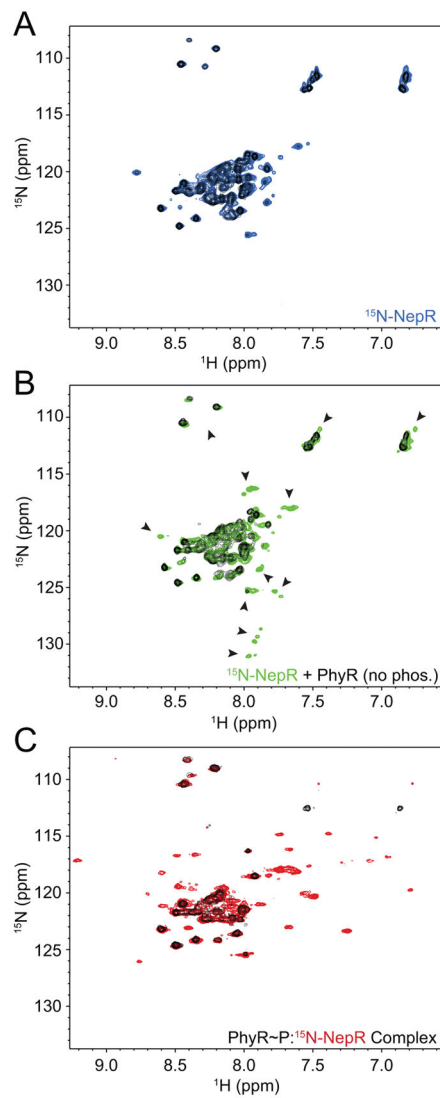 A
110
115
120
125
130
¹⁵N (ppm)
¹⁵N-NepR
9.0 8.5 8.0 7.5 7.0
¹H (ppm)
B
110
115
120
125
130
¹⁵N (ppm)
¹⁵N-NepR + PhyR (no phos.)
9.0 8.5 8.0 7.5 7.0
¹H (ppm)
C
110
115
120
125
130
¹⁵N (ppm)
PhyR~P:¹⁵N-NepR Complex
9.0 8.5 8.0 7.5 7.0
¹H (ppm)